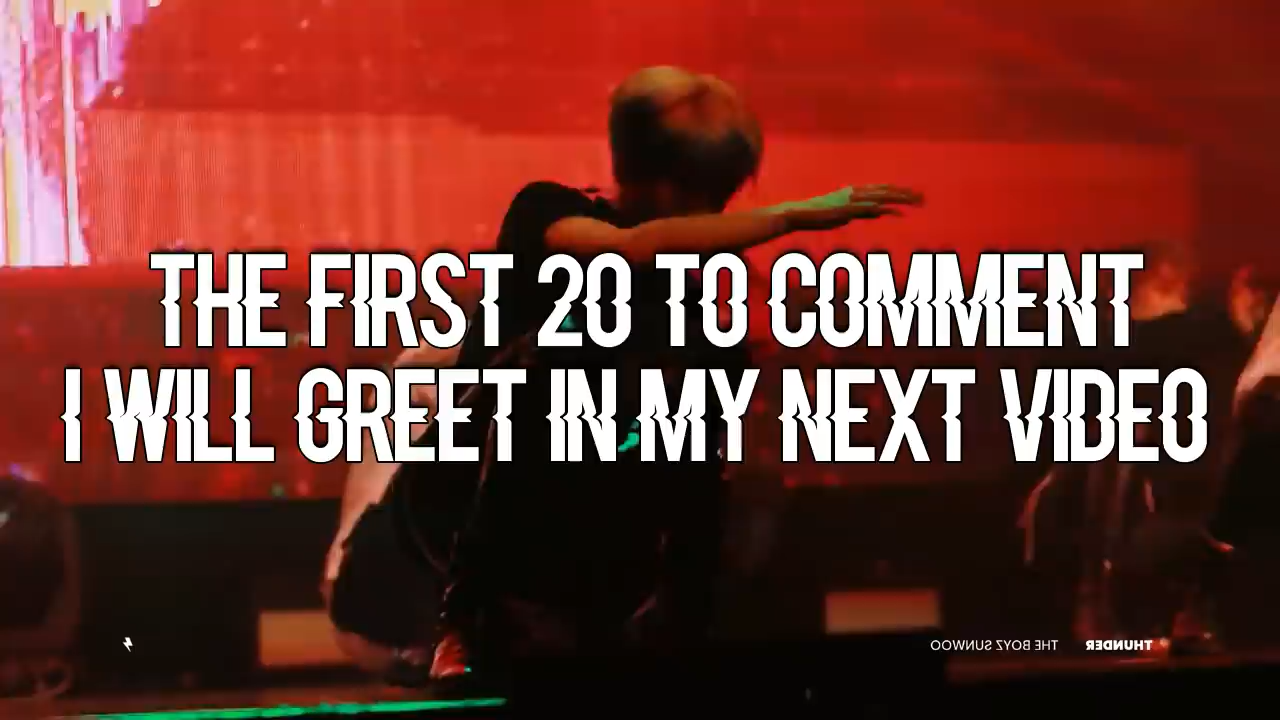 THE FIRST 20 TO COMMENT
I WILL GREET IN MY NEXT VIDEO
THE BOYZ SUNWOO THUNDER